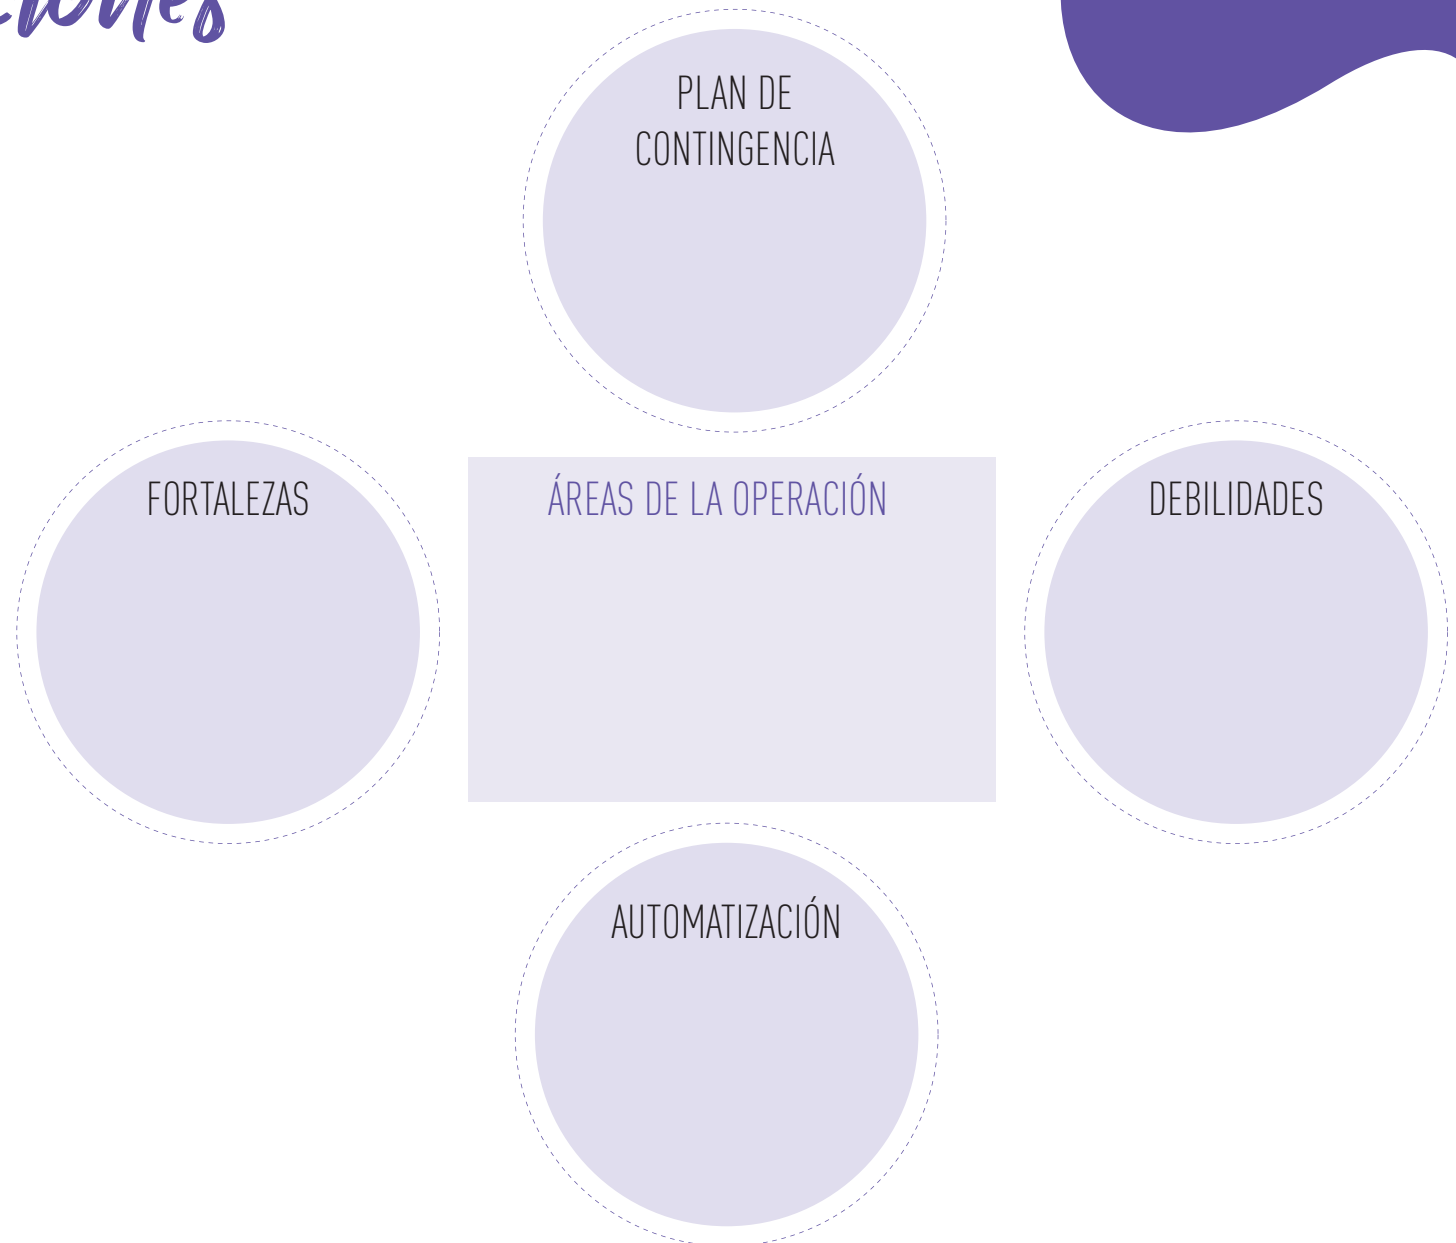 PLAN DE
CONTINGENCIA
FORTALEZAS
ÁREAS DE LA OPERACIÓN
DEBILIDADES
AUTOMATIZACIÓN